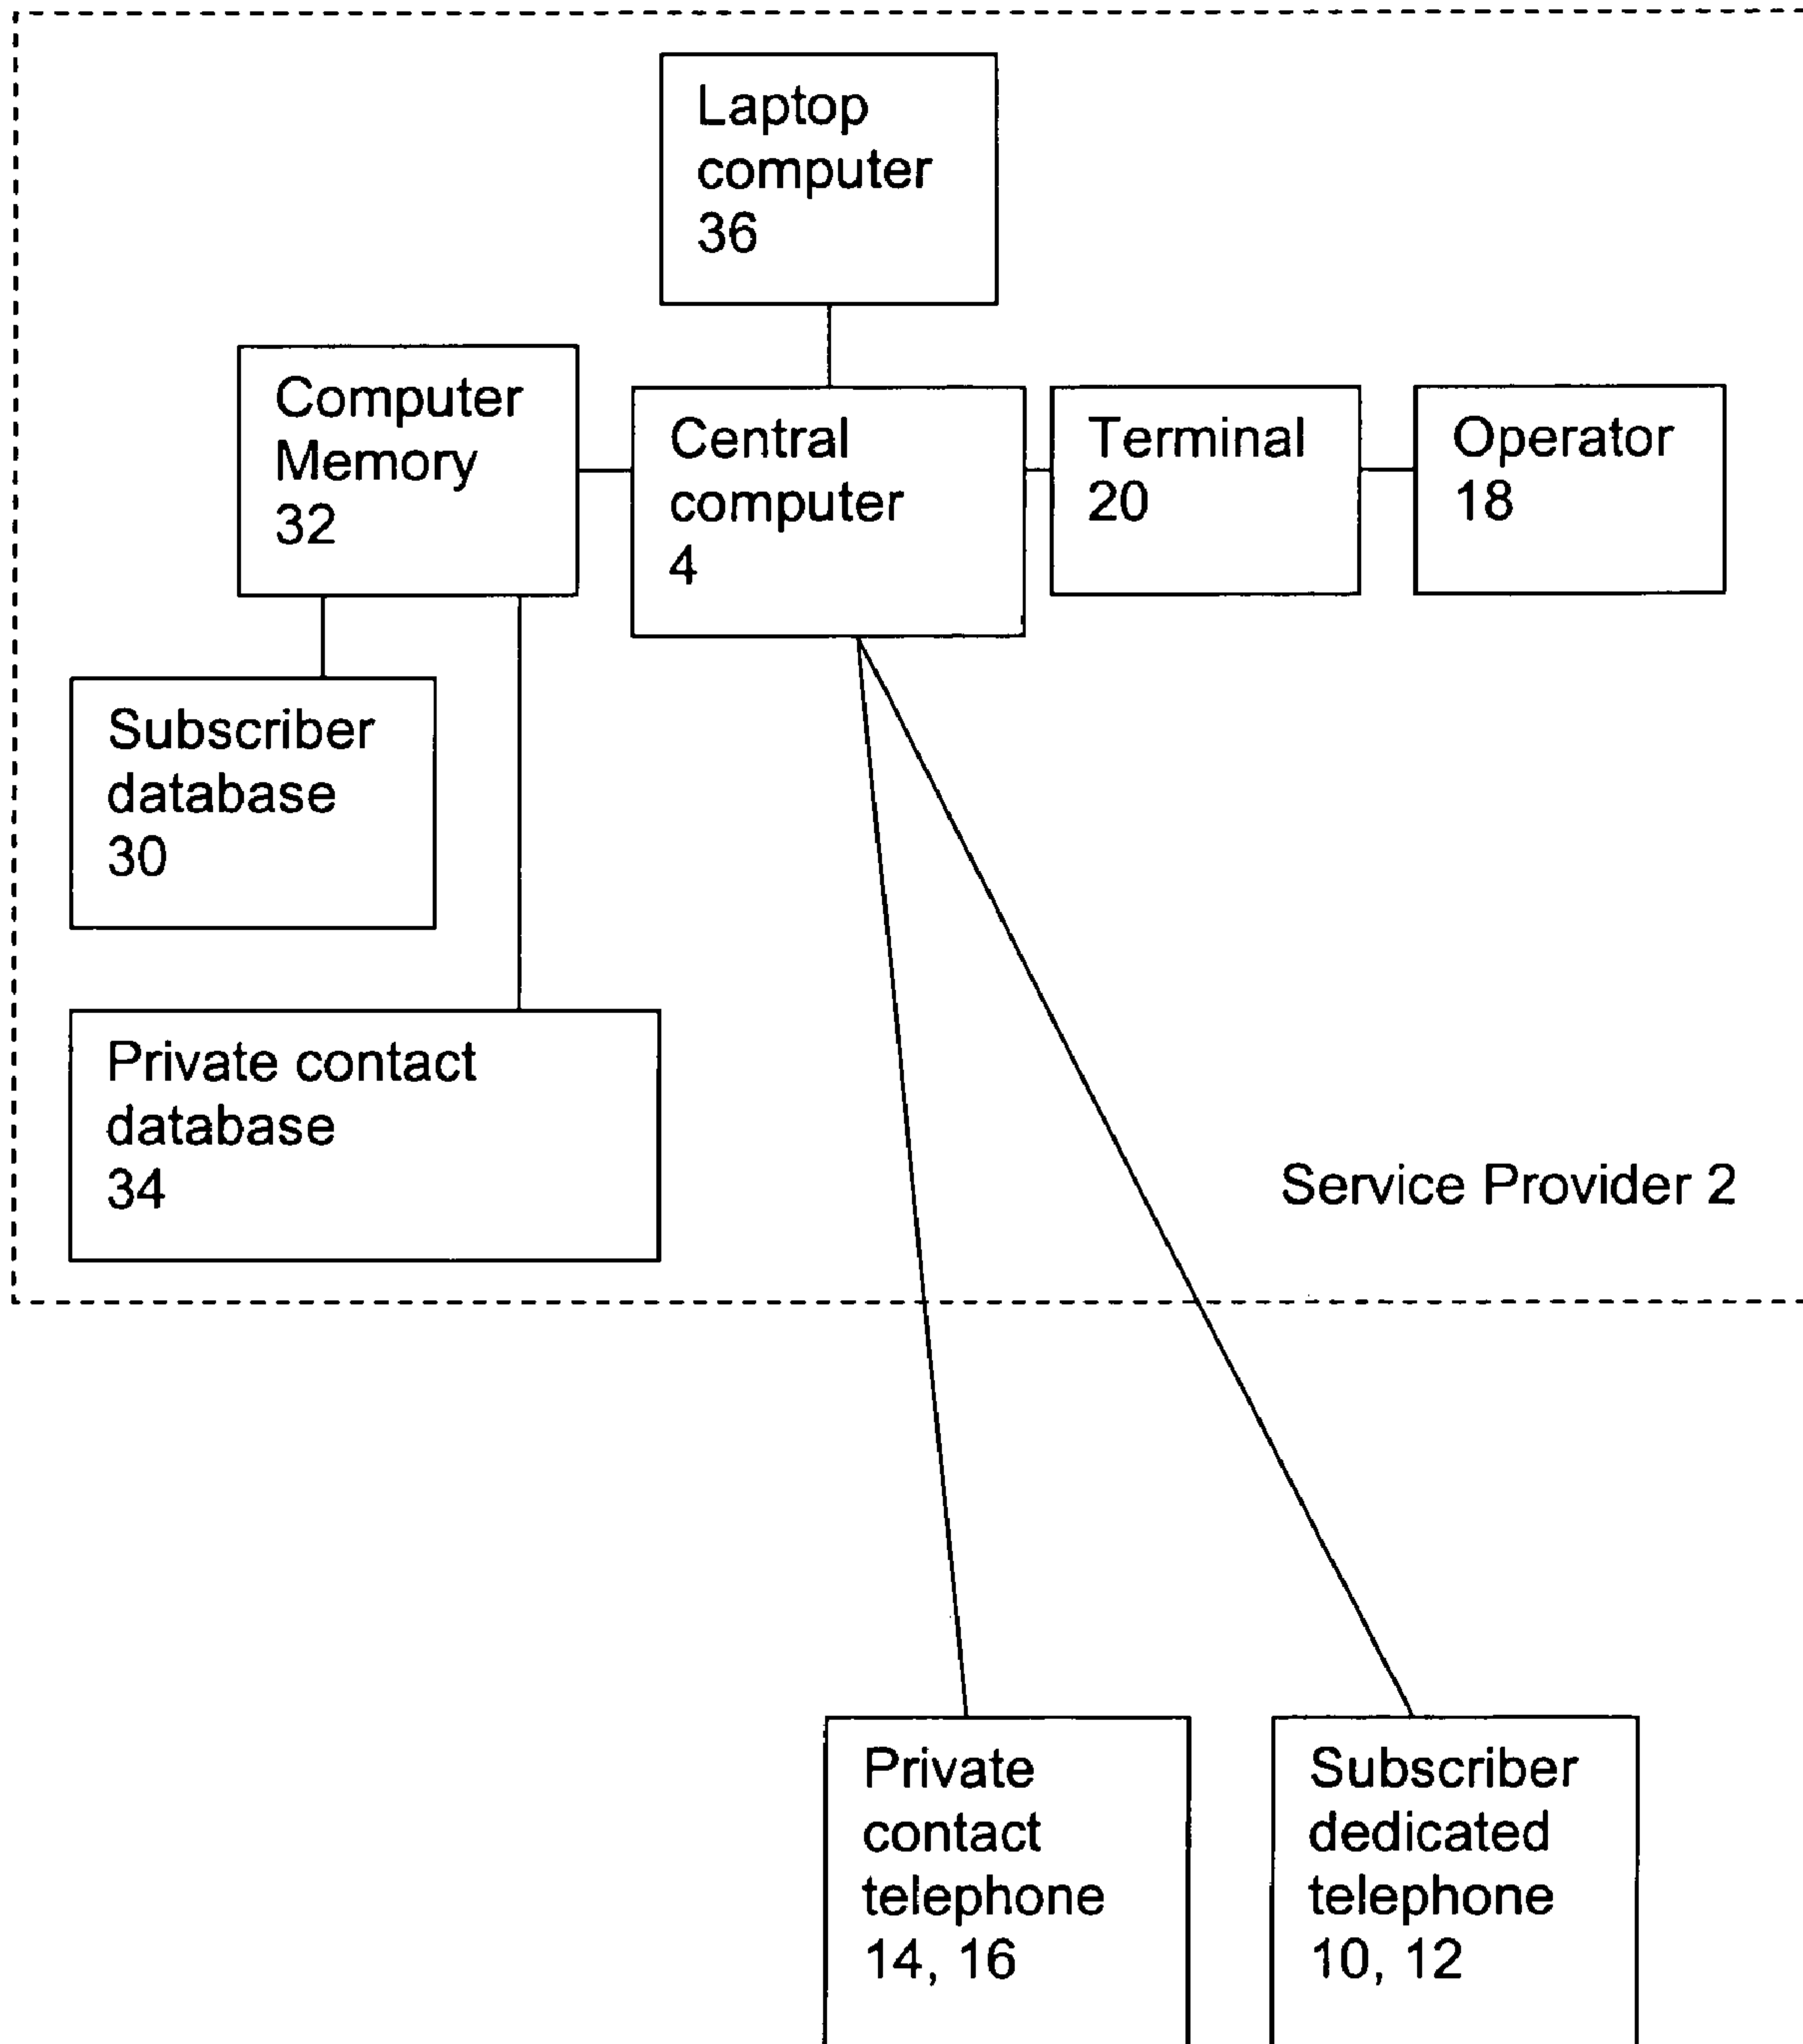 Laptop
computer
36
Computer
Memory
32
Central
computer
4
Terminal
20
Operator
18
Subscriber
database
30
Private contact
database
34
Service Provider 2
Private
contact
telephone
14, 16
Subscriber
dedicated
telephone
10, 12